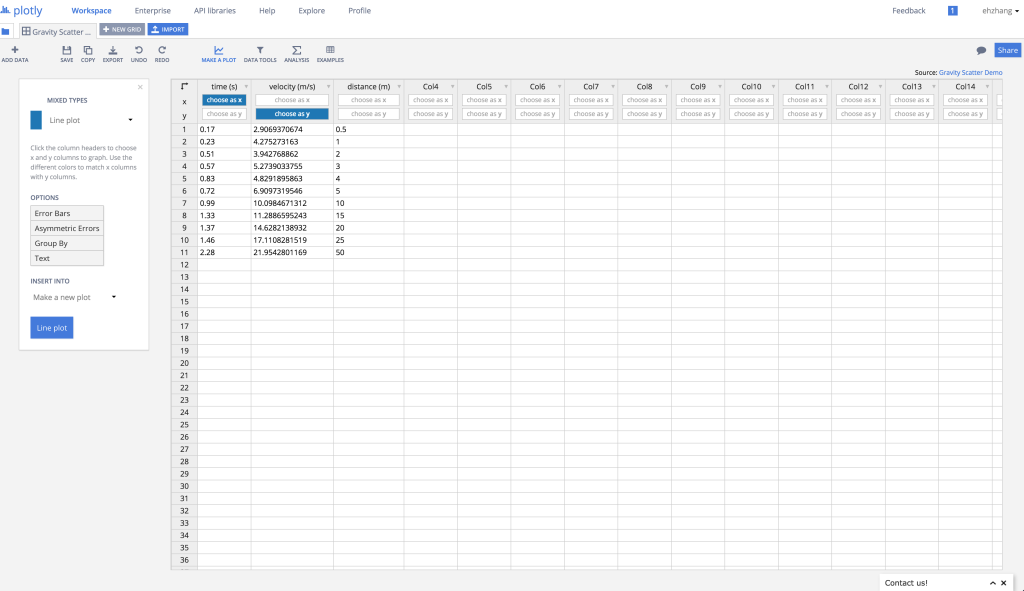 plotly Workspace Enterprise API libraries Help Explore Profile Feedback 1 ehzhang
Gravity Scatter ... NEW GRID IMPORT
ADD DATA SAVE COPY EXPORT UNDO REDO MAKE A PLOT DATA TOOLS ANALYSIS EXAMPLES Share
Source: Gravity Scatter Demo
MIXED TYPES
Line plot
Click the column headers to choose
x and y columns to graph. Use the
different colors to match x columns
with y columns.
OPTIONS
Error Bars
Asymmetric Errors
Group By
Text
INSERT INTO
Make a new plot
Line plot
time (s) velocity (m/s) distance (m) Col4 Col5 Col6 Col7 Col8 Col9 Col10 Col11 Col12 Col13 Col14
x choose as x choose as x choose as x choose as x choose as x choose as x choose as x choose as x choose as x choose as x choose as x choose as x choose as x choose as x
y choose as y choose as y choose as y choose as y choose as y choose as y choose as y choose as y choose as y choose as y choose as y choose as y choose as y choose as y
1 0.17 2.9069370674 0.5
2 0.23 4.275273163 1
3 0.51 3.942768862 2
4 0.57 5.2739033755 3
5 0.83 4.8291895863 4
6 0.72 6.9097319546 5
7 0.99 10.0984671312 10
8 1.33 11.2886595243 15
9 1.37 14.6282138932 20
10 1.46 17.1108281519 25
11 2.28 21.9542801169 50
12
13
14
15
16
17
18
19
20
21
22
23
24
25
26
27
28
29
30
31
32
33
34
35
36
Contact us!